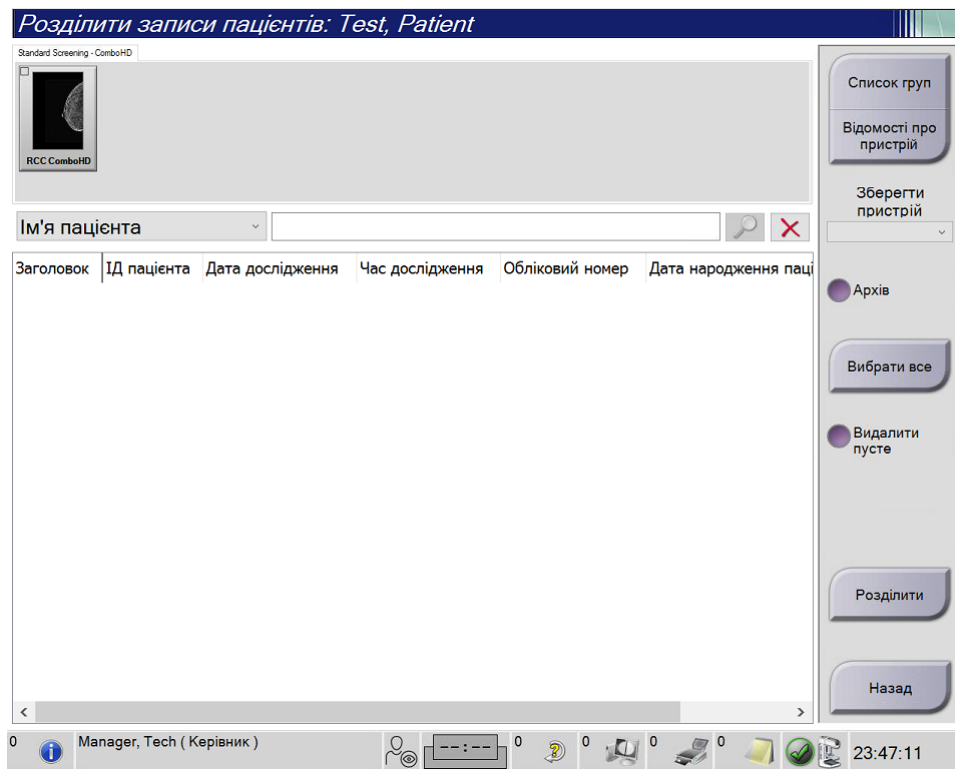 Розділити записи пацієнтів: Test, Patient
Standard Screening - ComboHD
RCC ComboHD
Список груп
Відомості про
пристрій
Зберегти
пристрій
Ім'я пацієнта
Заголовок ІД пацієнта Дата дослідження Час дослідження Обліковий номер Дата народження паці
Архів
Вибрати все
Видалити
пусте
Розділити
Назад
0 Manager, Tech ( Керівник ) --:-- 0 0 0 0 23:47:11